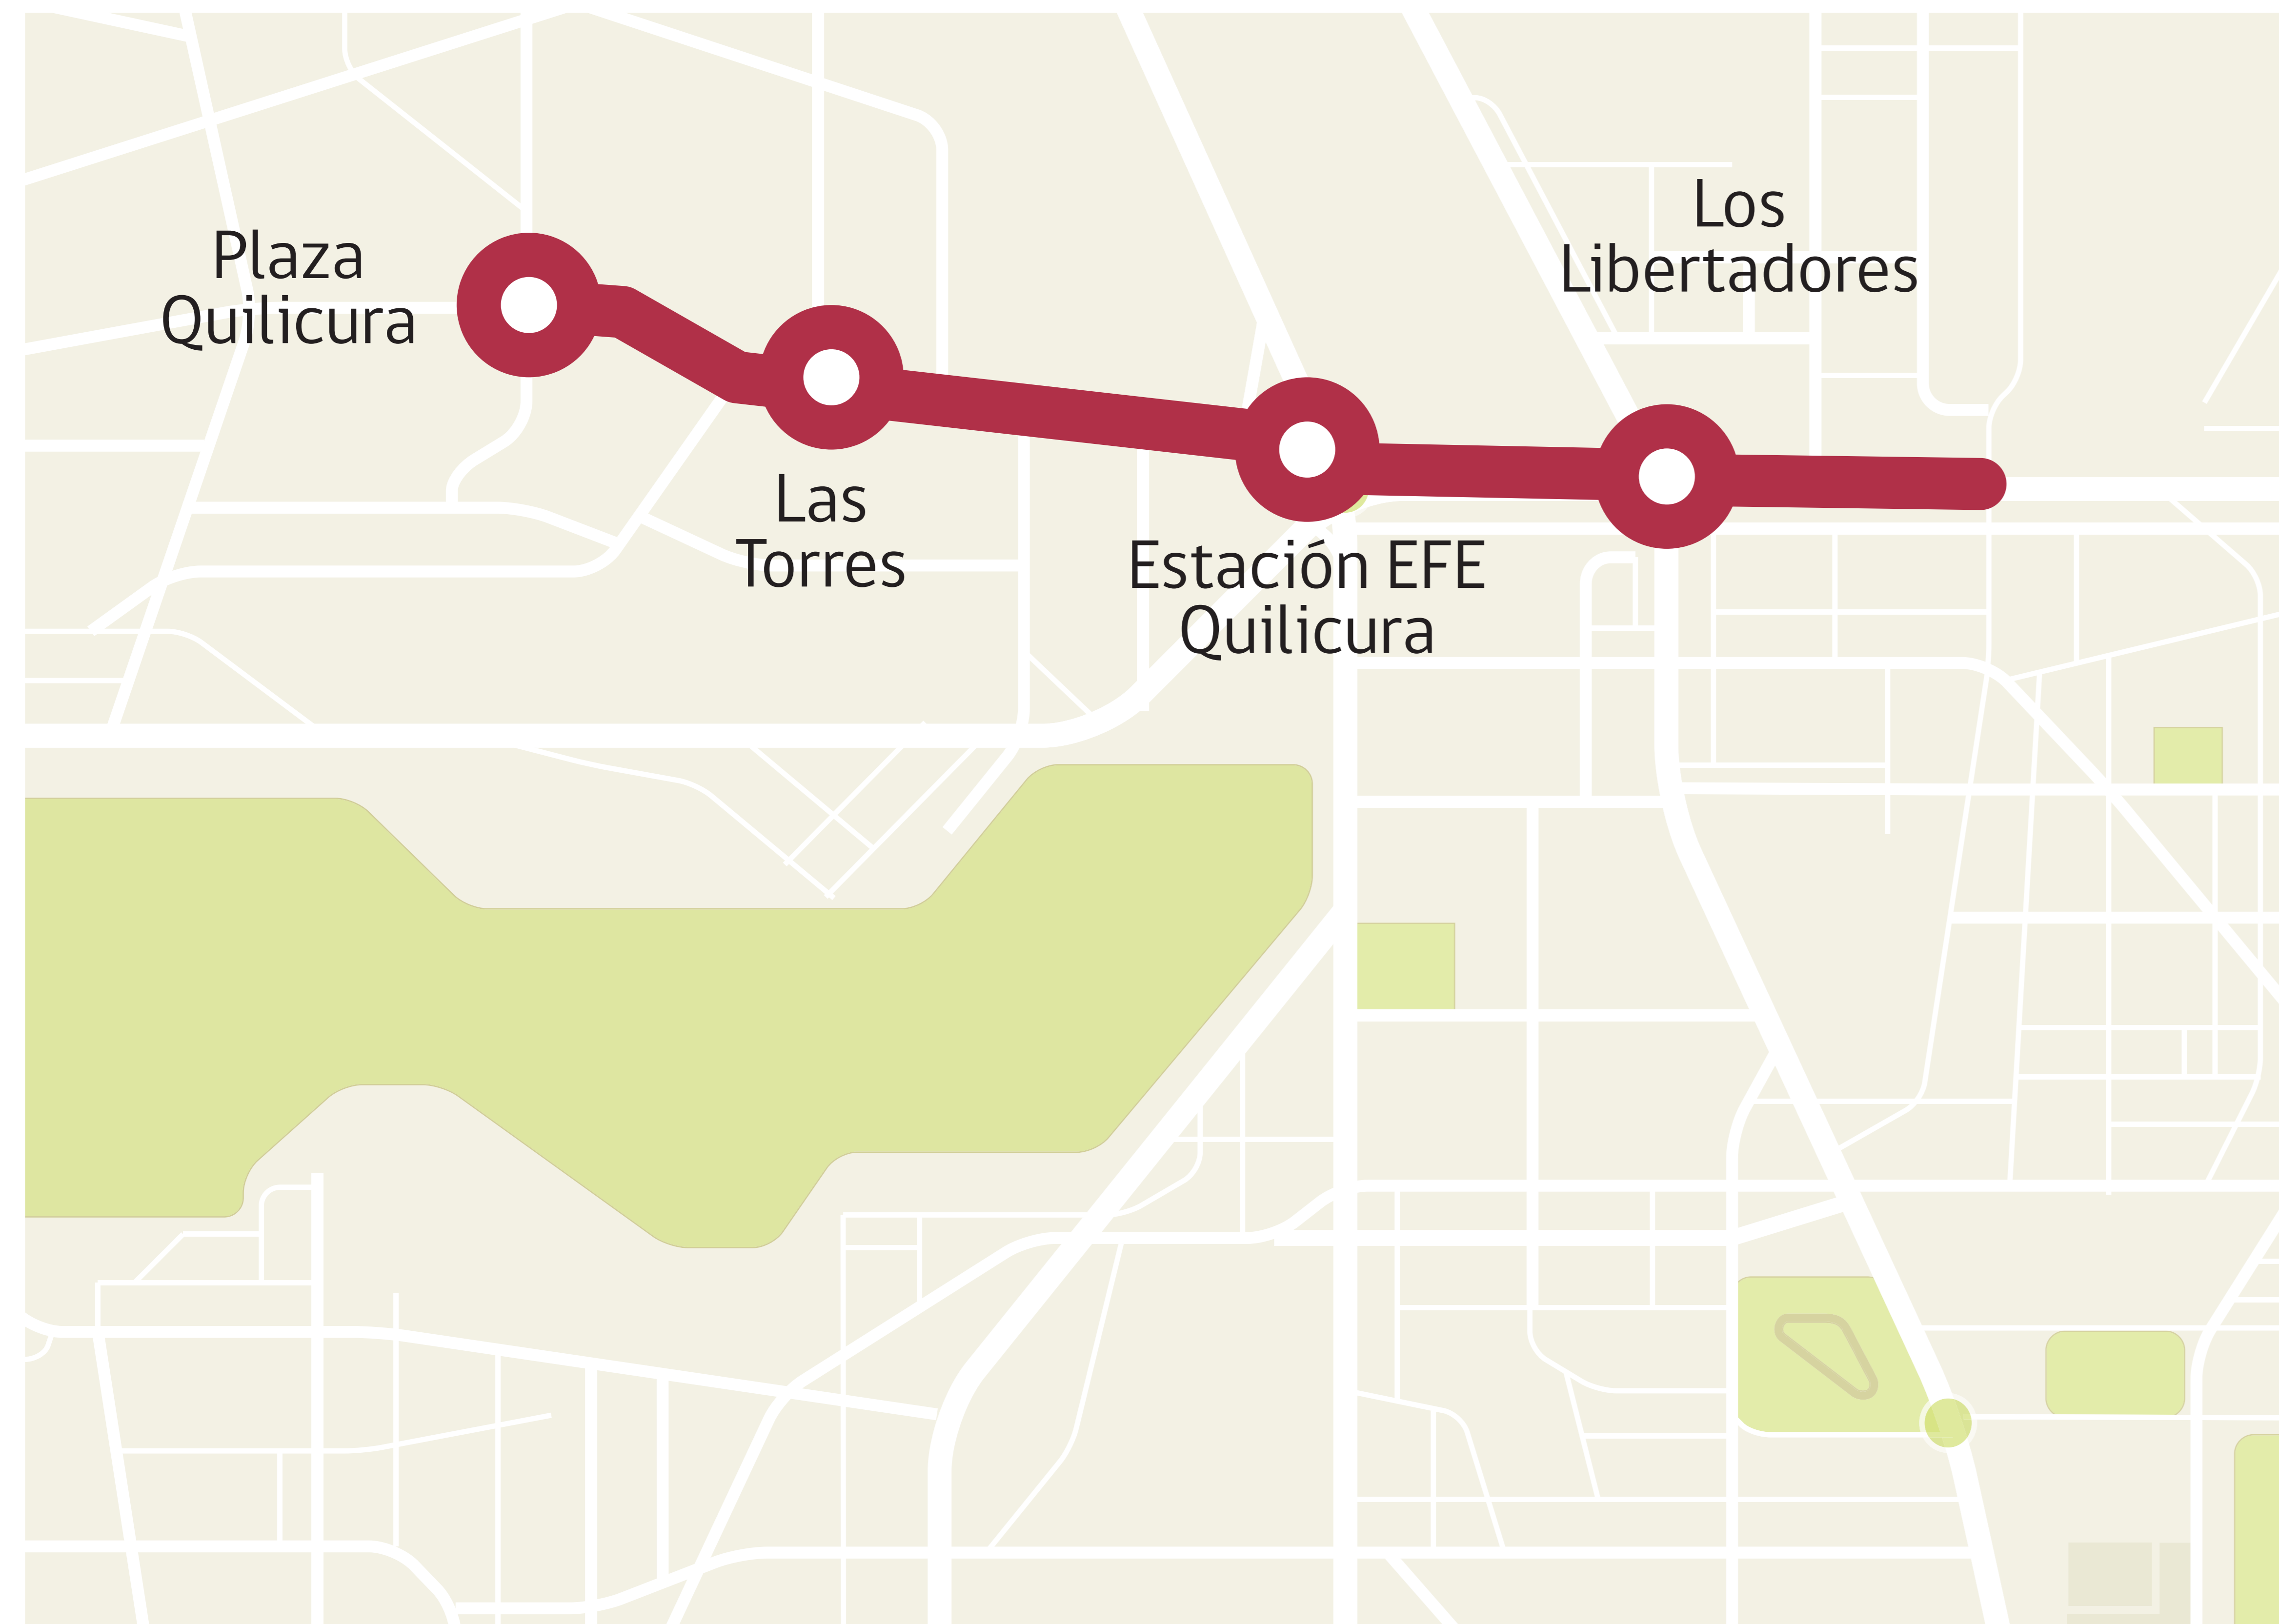 Plaza
Quilicura
Las
Torres
Estación EFE
Quilicura
Los
Libertadores